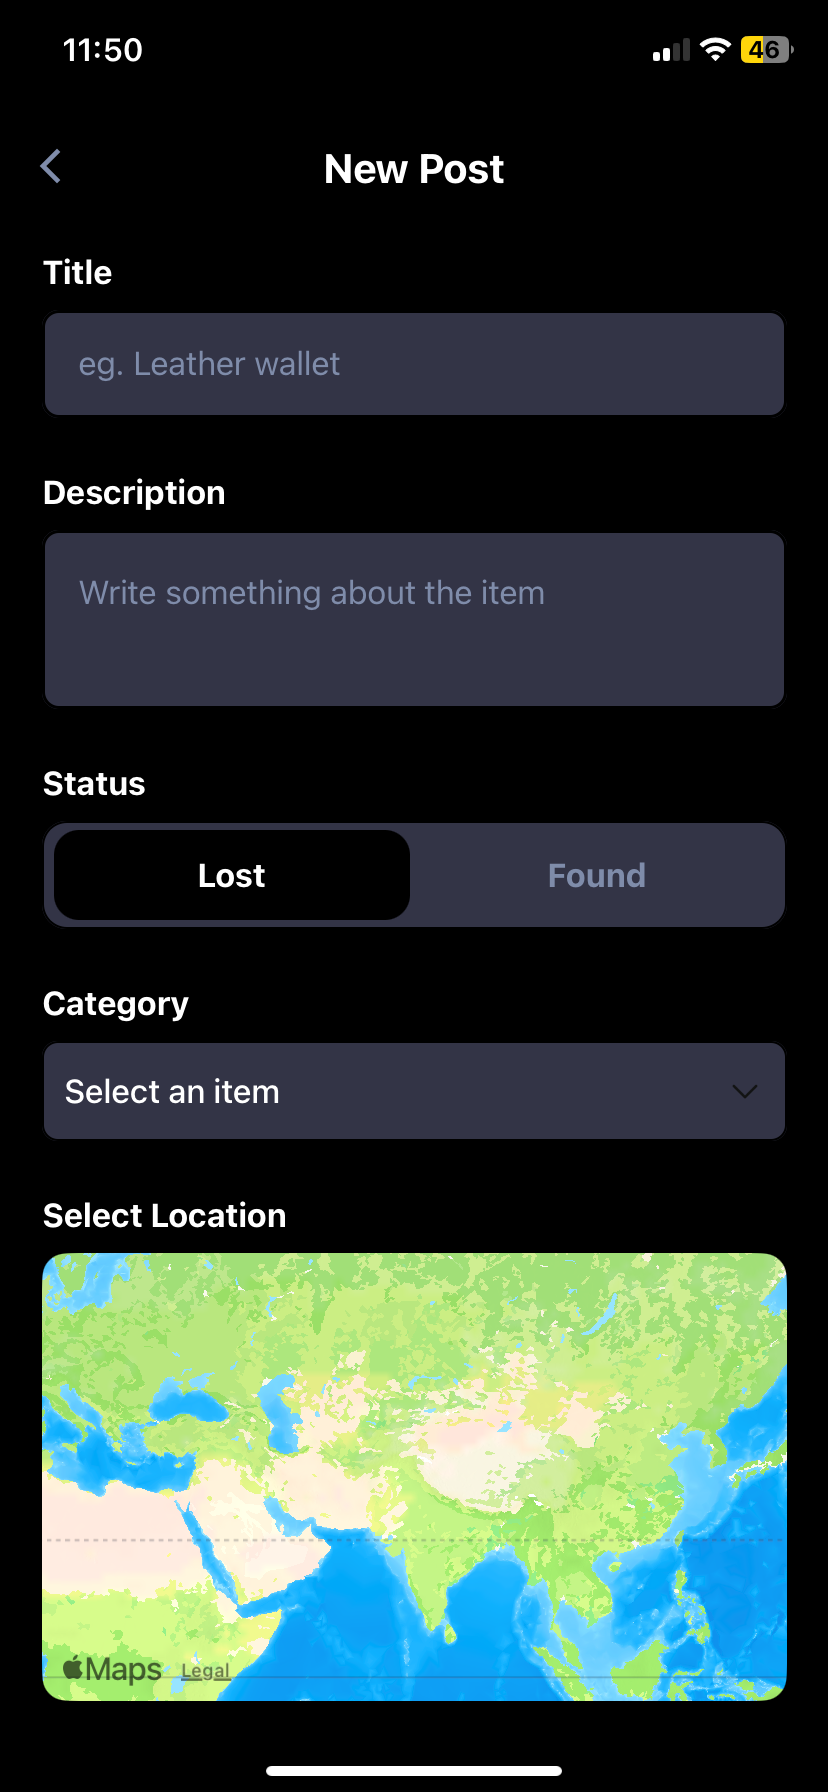 11:50
46
New Post
Title
eg. Leather wallet
Description
Write something about the item
Status
Lost Found
Category
Select an item
Select Location
Maps Legal